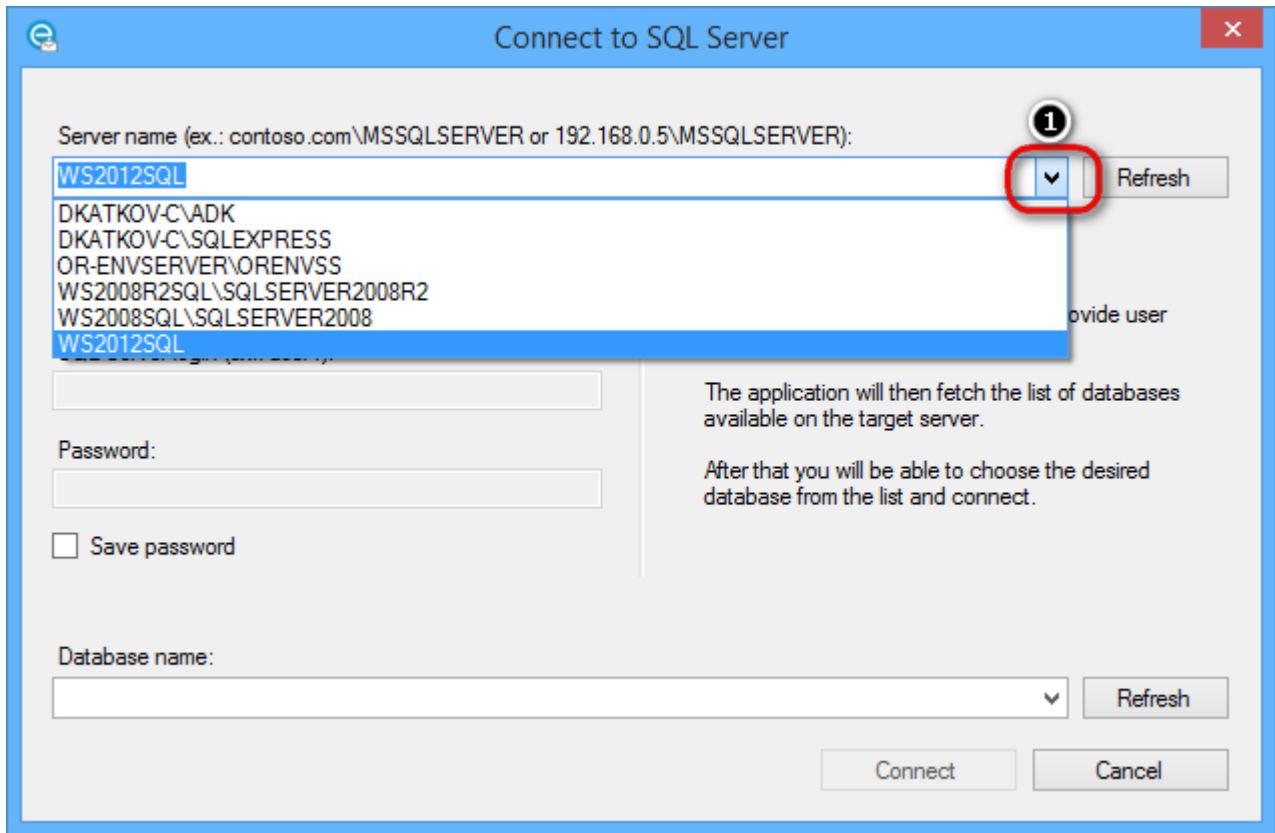 Connect to SQL Server
1
Server name (ex.: contoso.com\MSSQLSERVER or 192.168.0.5\MSSQLSERVER):
WS2012SQL
Refresh
DKATKOV-C\ADK
DKATKOV-C\SQLEXPRESS
OR-ENVSERVER\ORENVSS
WS2008R2SQL\SQLSERVER2008R2
WS2008SQL\SQLSERVER2008
WS2012SQL
ovide user
The application will then fetch the list of databases
available on the target server.
After that you will be able to choose the desired
database from the list and connect.
Password:
Save password
Database name:
Refresh
Connect
Cancel